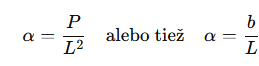 α = P/L² alebo tiež α = b/L